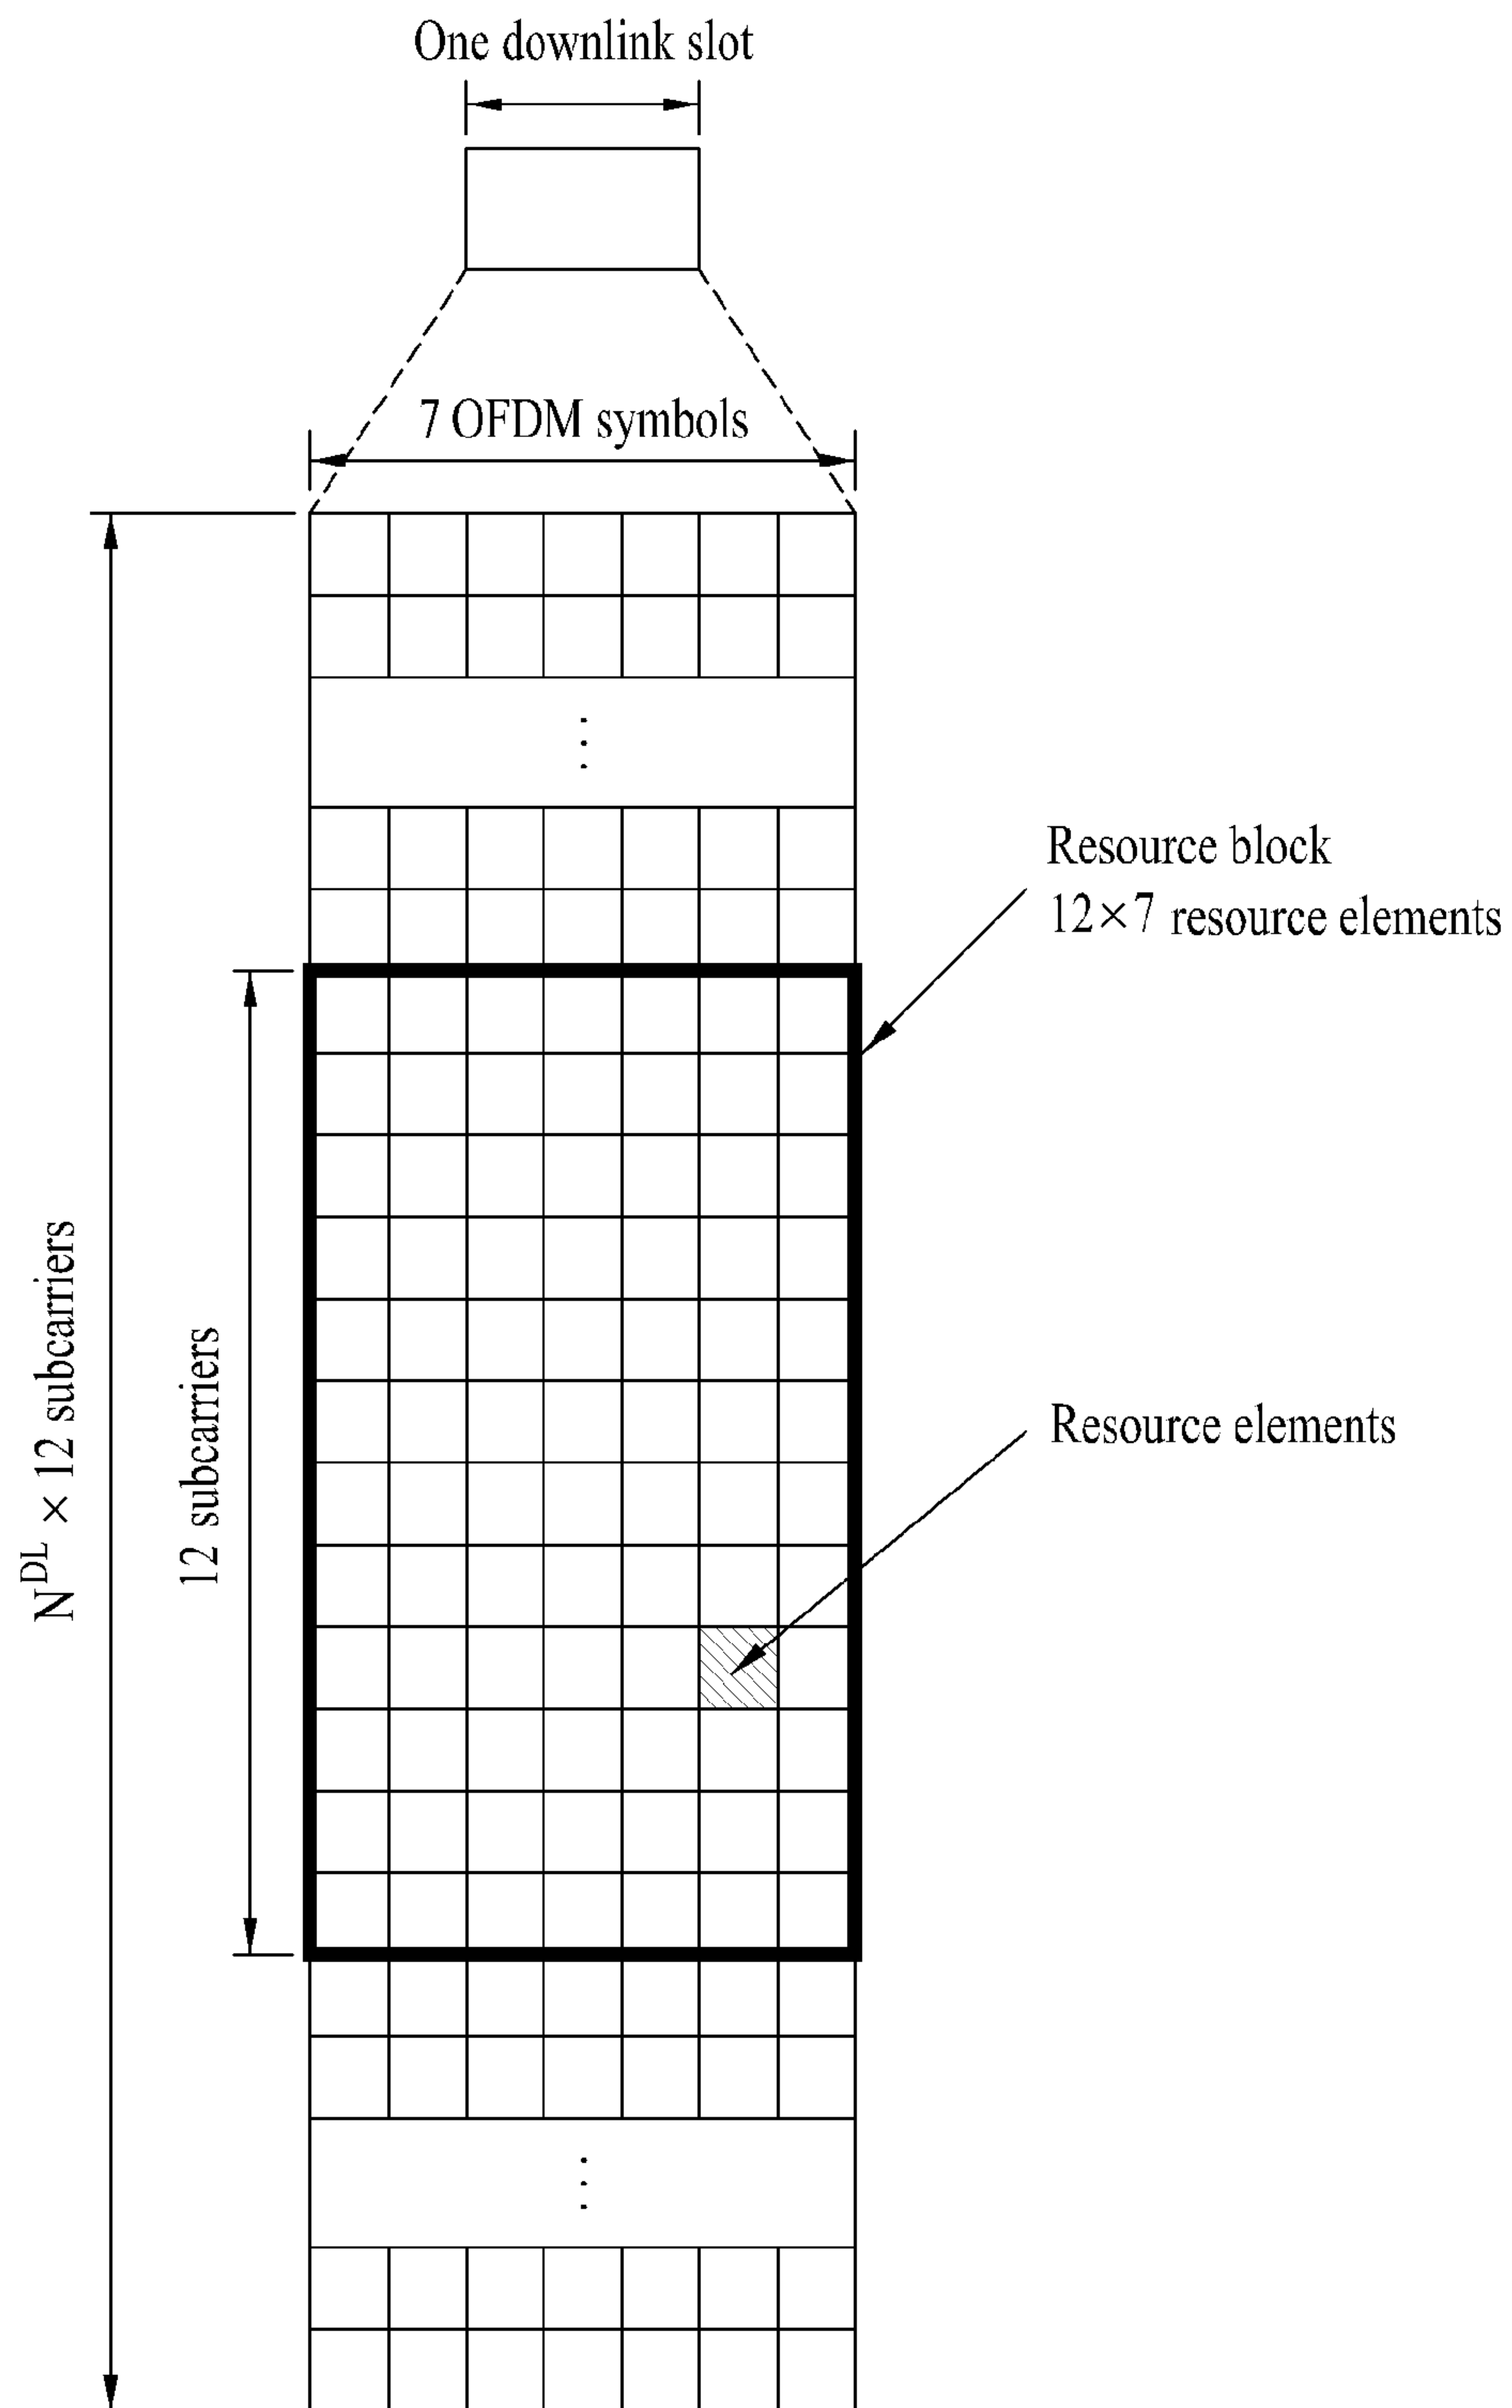 One downlink slot
7 OFDM symbols
Resource block
12×7 resource elements
N^DL × 12 subcarriers
12 subcarriers
Resource elements